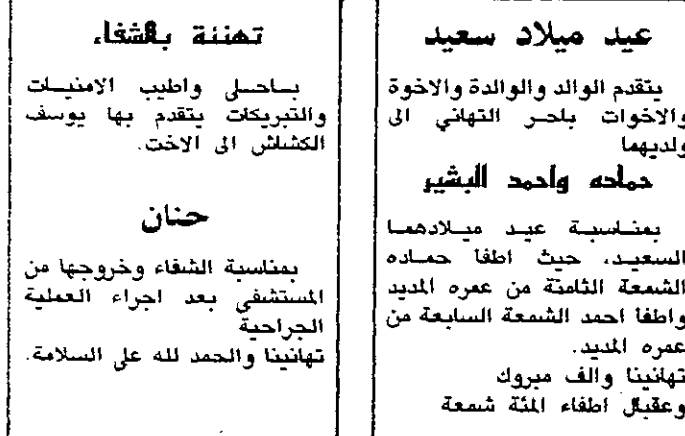 عيد ميلاد سعيد
يتقدم الوالد والوالدة والاخوة
والاخوات باحر التهاني الى
ولديهما
حماده واحمد البشير
بمناسبة عيد ميلادهما
السعيد، حيث اطفأ حماده
الشمعة الثامنة من عمره المديد
واطفأ احمد الشمعة السابعة من
عمره المديد.
تهانينا والف مبروك
وعقبال اطفاء المئة شمعة
تهنئة بالشفاء
باحلى واطيب الامنيات
والتبريكات يتقدم بها يوسف
الكشاش الى الاخت.
حنان
بمناسبة الشفاء وخروجها من
المستشفى بعد اجراء العملية
الجراحية
تهانينا والحمد لله على السلامة.